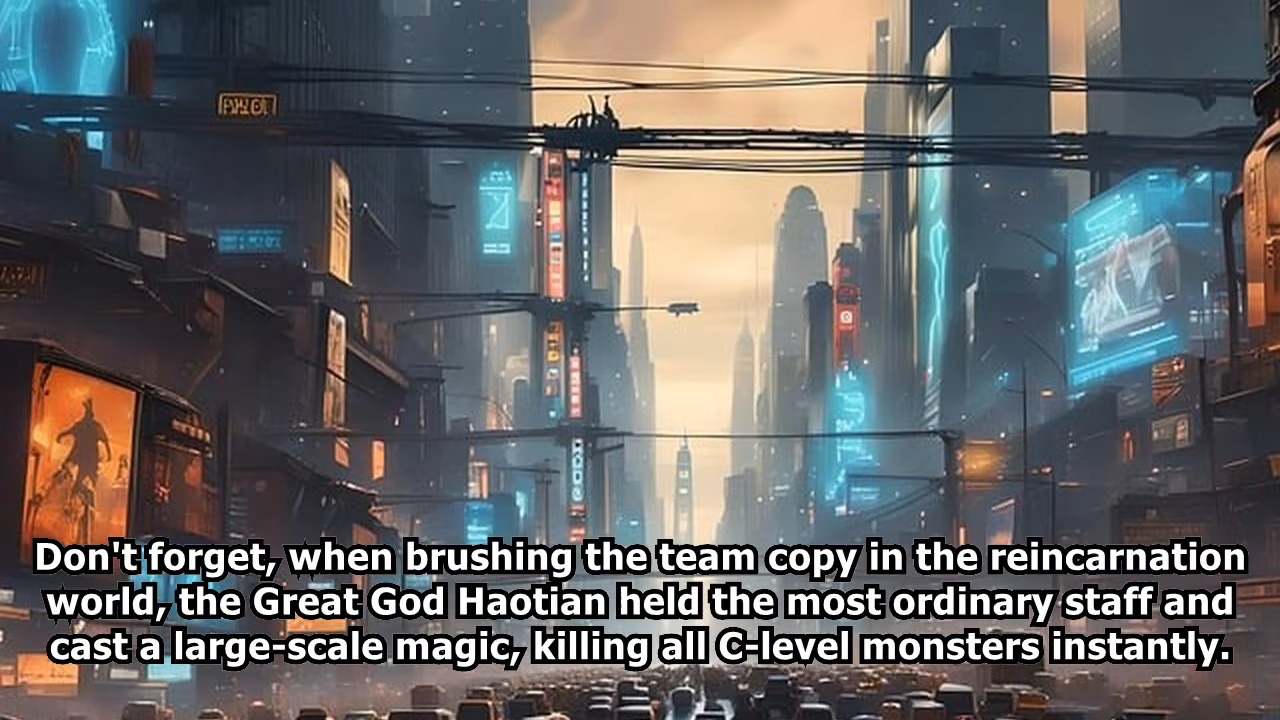 Don't forget, when brushing the team copy in the reincarnation
world, the Great God Haotian held the most ordinary staff and
cast a large-scale magic, killing all C-level monsters instantly.